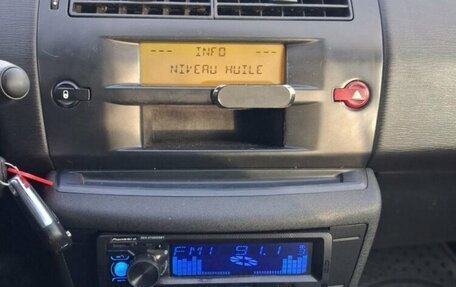 --- INFO ---
NIVEAU HUILE
Pioneer
FM1 91.1